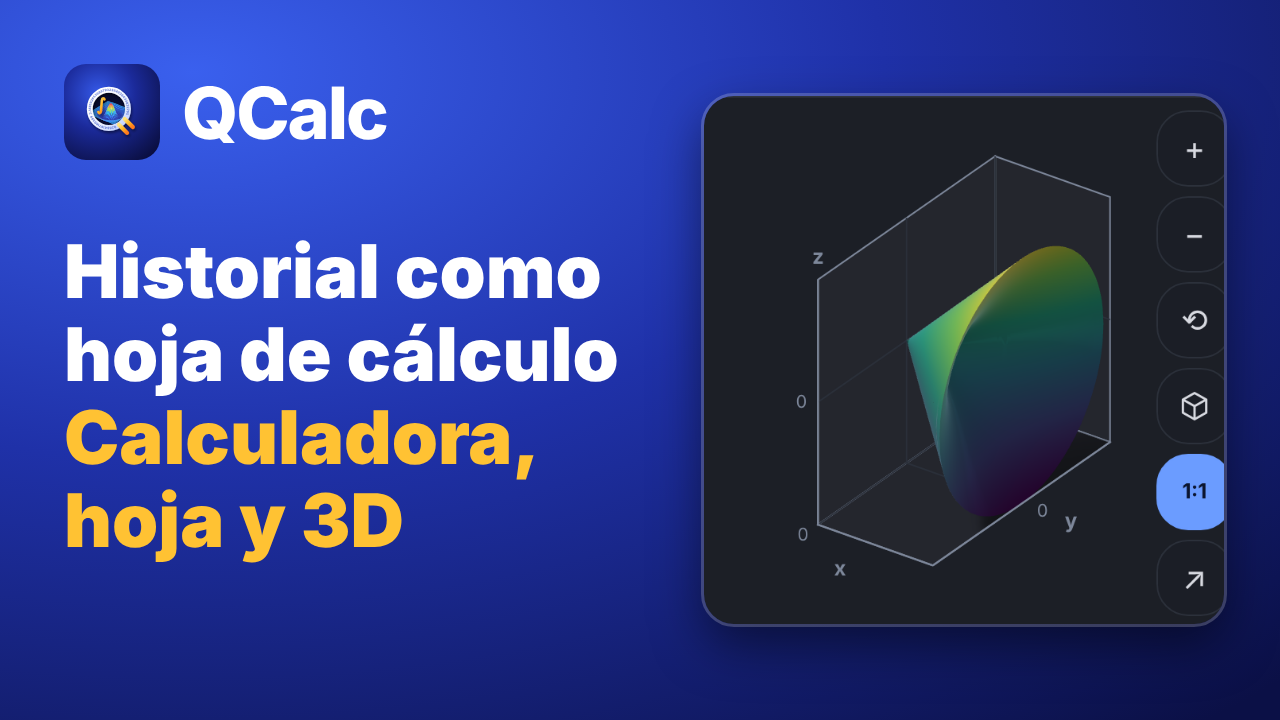 QCalc
Historial como
hoja de cálculo
Calculadora,
hoja y 3D
+
−
z
0
1:1
0
y
0
x